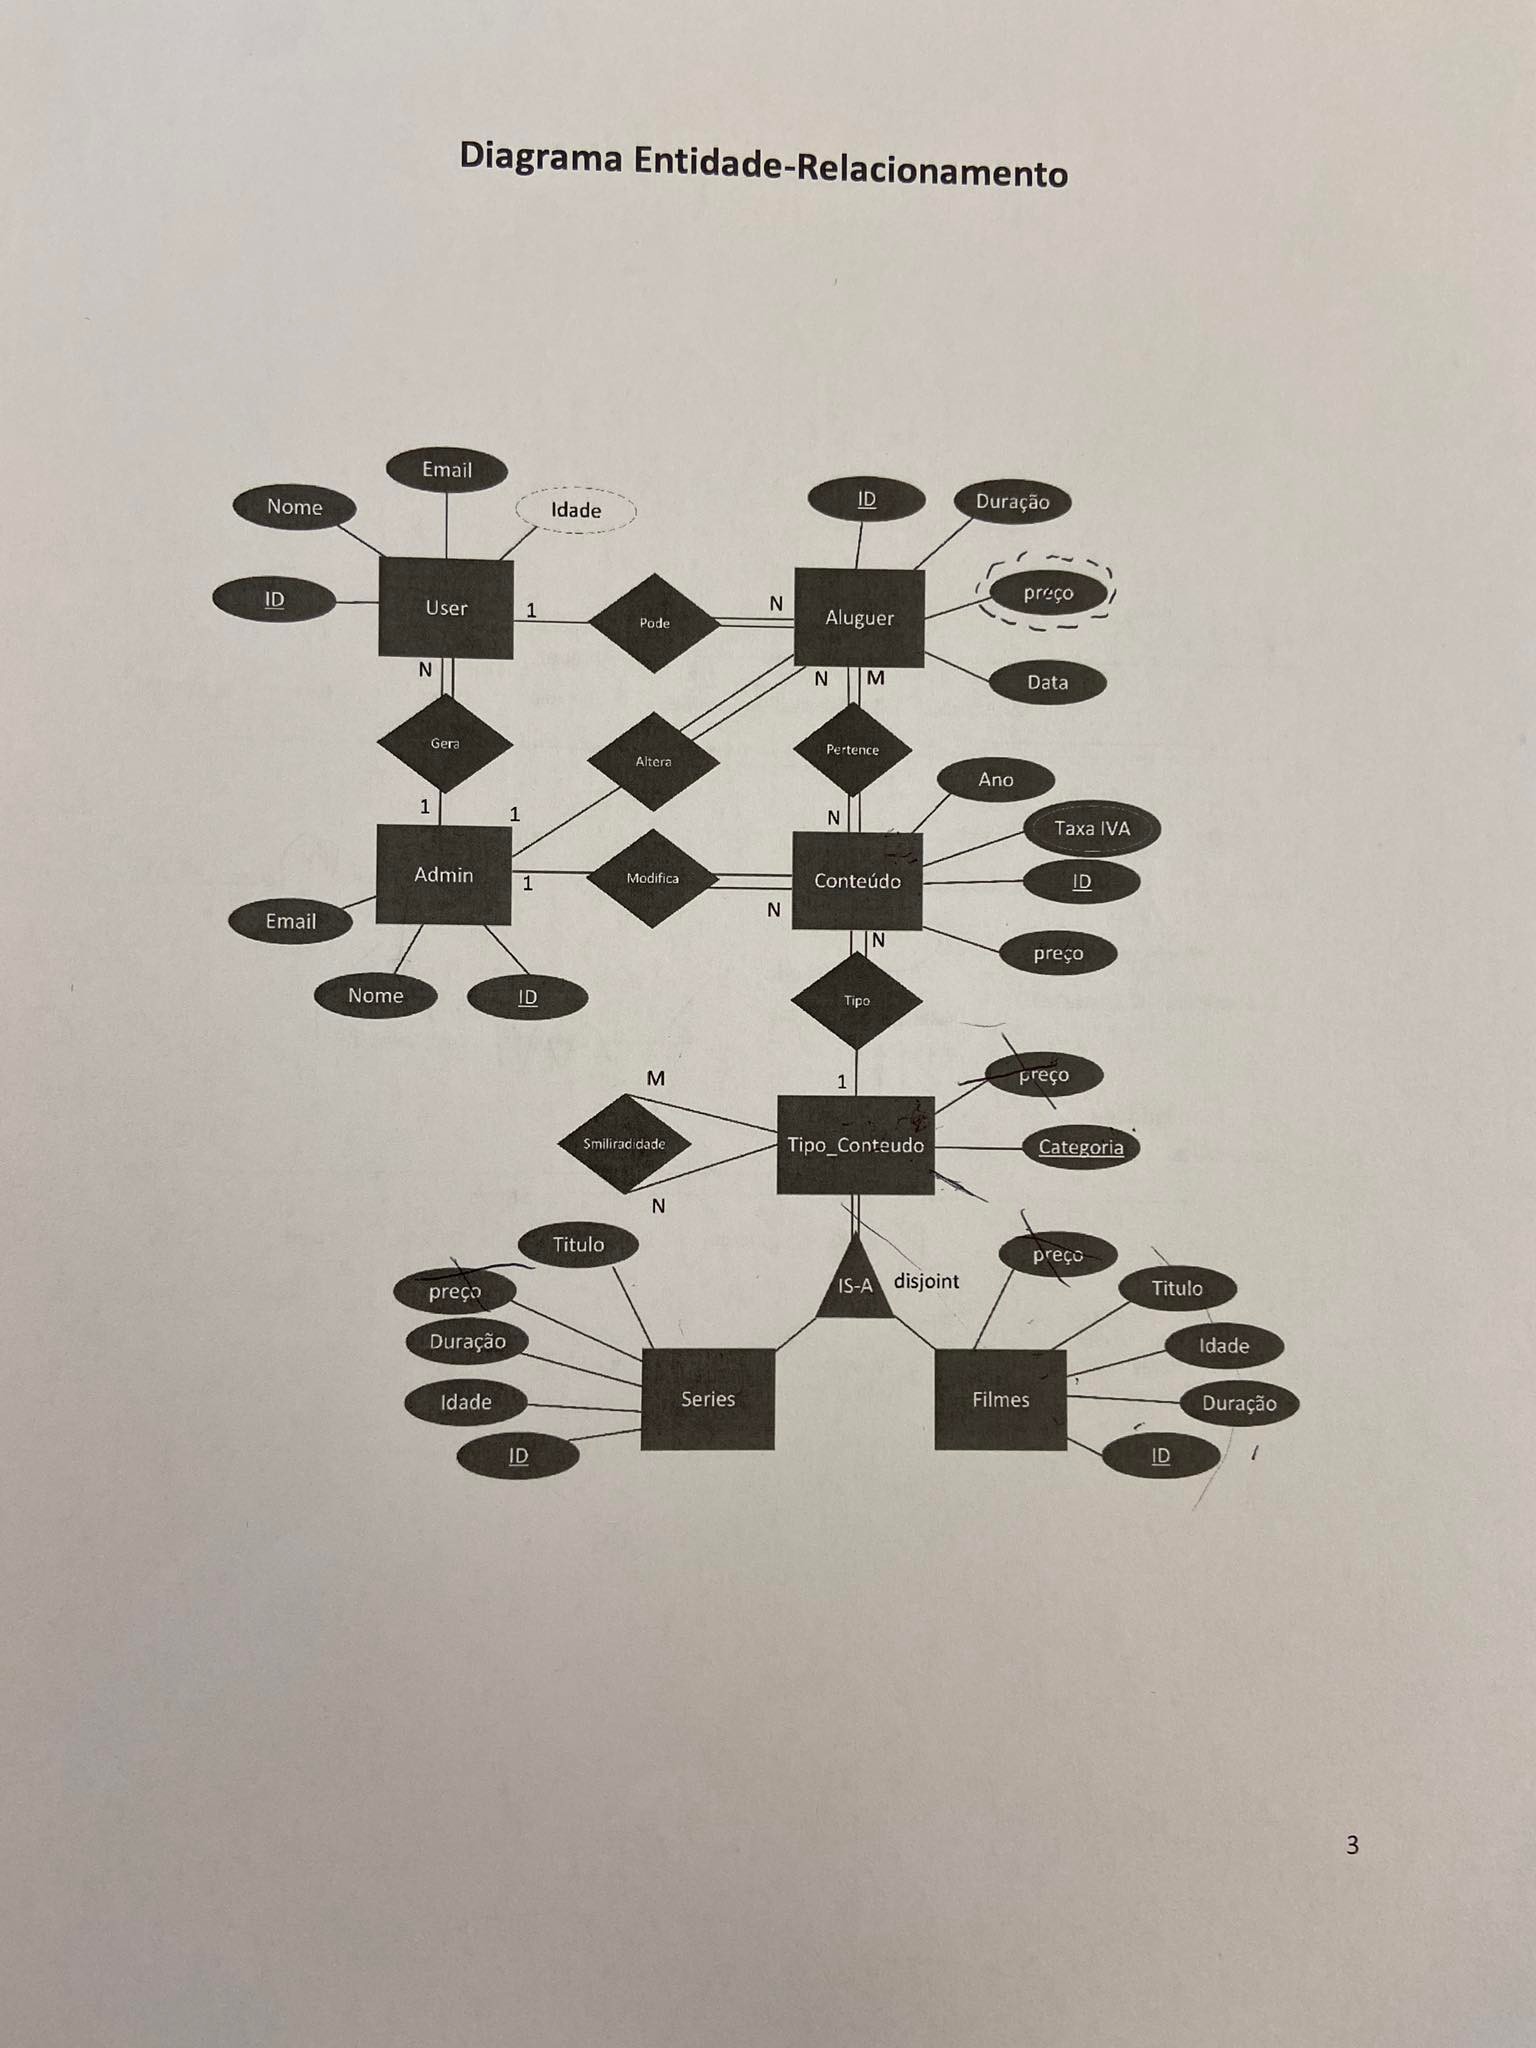 Diagrama Entidade-Relacionamento
Email
Nome
Idade
ID
User
1
Pode
N
Aluguer
ID
Duração
preço
Data
N
Gera
1
1
Altera
N
M
Pertence
N
Ano
Taxa IVA
ID
preço
Admin
1
Modifica
N
Conteúdo
Email
Nome
ID
N
Tipo
1
M
Smiliradidade
N
Tipo_Conteudo
preço
Categoria
IS-A
disjoint
Titulo
preço
Duração
Idade
ID
Series
preço
Titulo
Idade
Duração
ID
Filmes
3